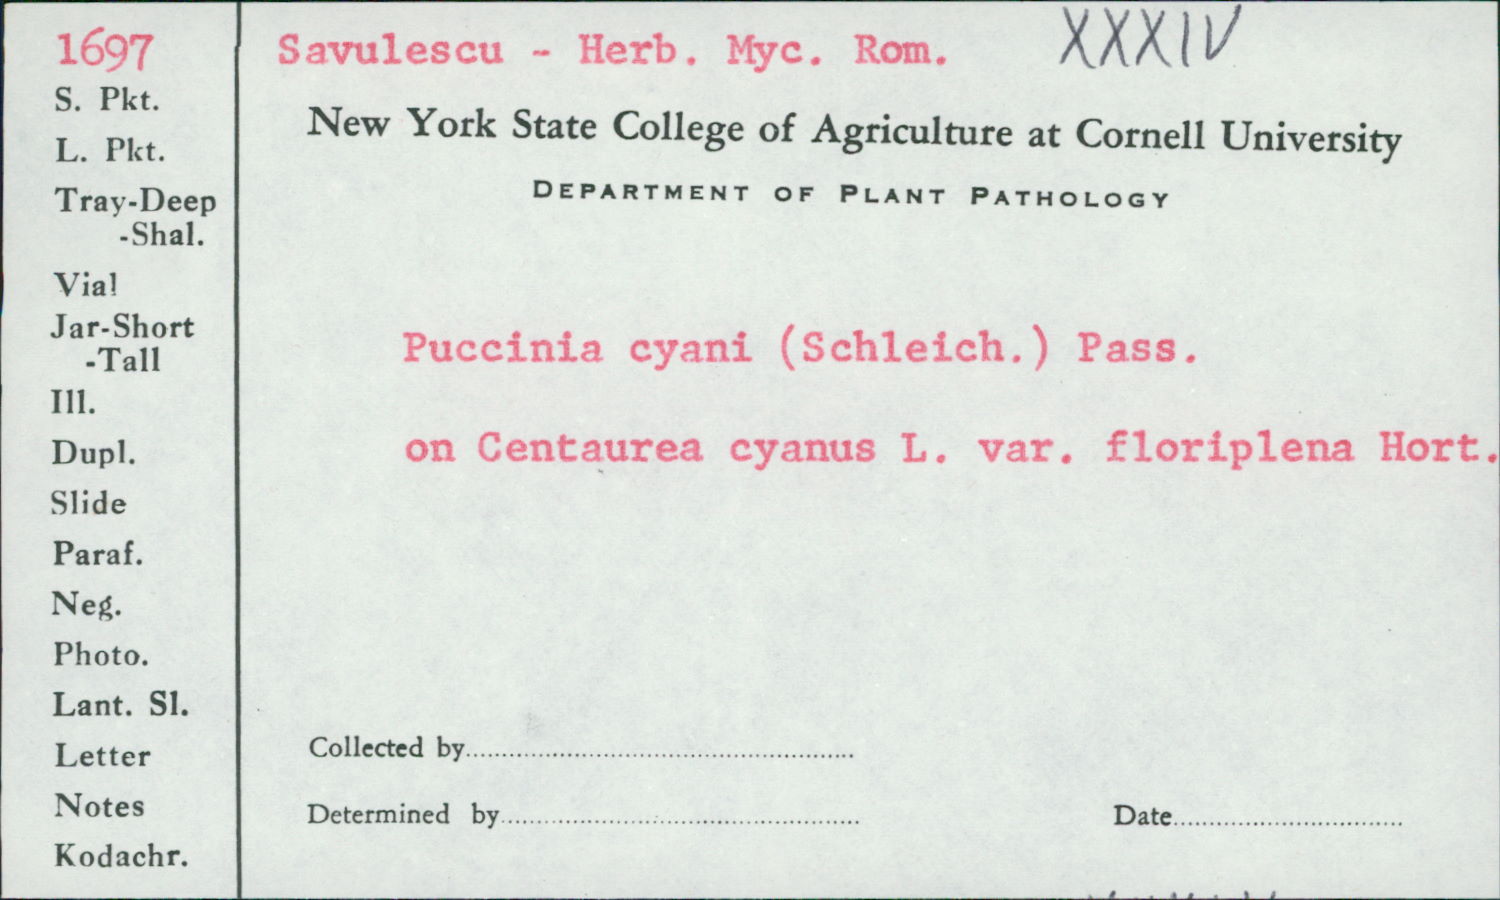 1697
S. Pkt.
L. Pkt.
Tray-Deep
-Shal.
Vial
Jar-Short
-Tall
Ill.
Dupl.
Slide
Paraf.
Neg.
Photo.
Lant. Sl.
Letter
Notes
Kodachr.
Savulescu - Herb. Myc. Rom. XXXIV
New York State College of Agriculture at Cornell University
DEPARTMENT OF PLANT PATHOLOGY
Puccinia cyani (Schleich.) Pass.
on Centaurea cyanus L. var. floriplena Hort.
Collected by
Determined by Date